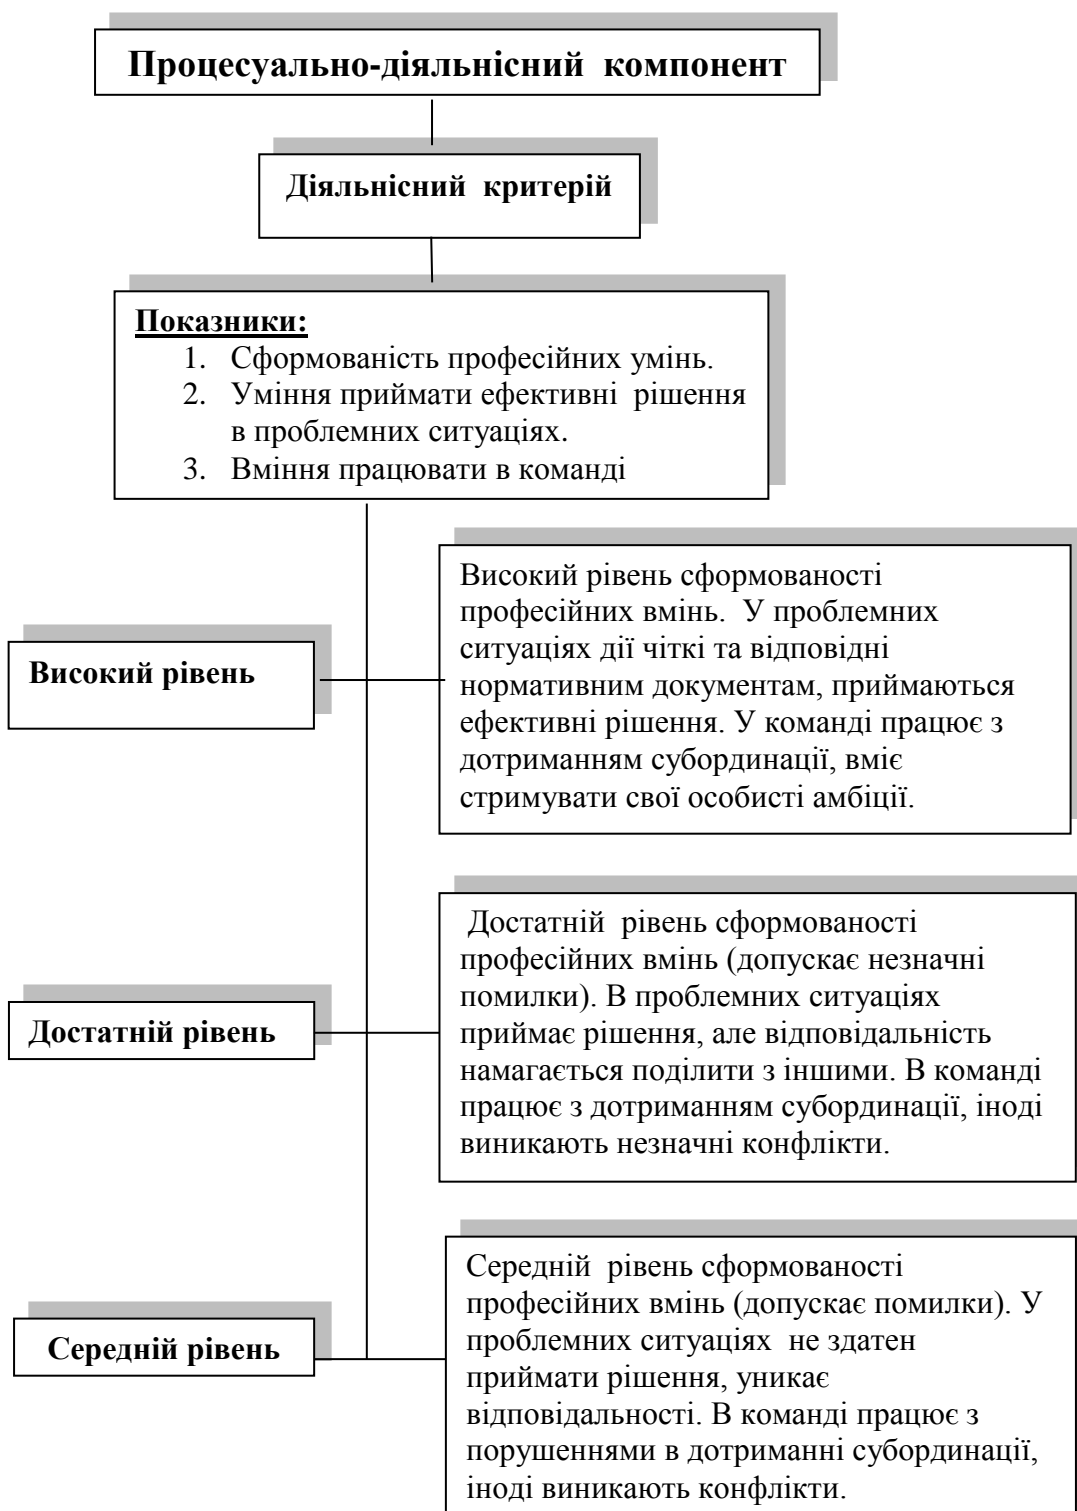 Процесуально-діяльнісний компонент
Діяльнісний критерій
Показники:
1. Сформованість професійних умінь.
2. Уміння приймати ефективні рішення
в проблемних ситуаціях.
3. Вміння працювати в команді
Високий рівень
Високий рівень сформованості
професійних вмінь. У проблемних
ситуаціях дії чіткі та відповідні
нормативним документам, приймаються
ефективні рішення. У команді працює з
дотриманням субординації, вміє
стримувати свої особисті амбіції.
Достатній рівень
Достатній рівень сформованості
професійних вмінь (допускає незначні
помилки). В проблемних ситуаціях
приймає рішення, але відповідальність
намагається поділити з іншими. В команді
працює з дотриманням субординації, іноді
виникають незначні конфлікти.
Середній рівень
Середній рівень сформованості
професійних вмінь (допускає помилки). У
проблемних ситуаціях не здатен
приймати рішення, уникає
відповідальності. В команді працює з
порушеннями в дотриманні субординації,
іноді виникають конфлікти.